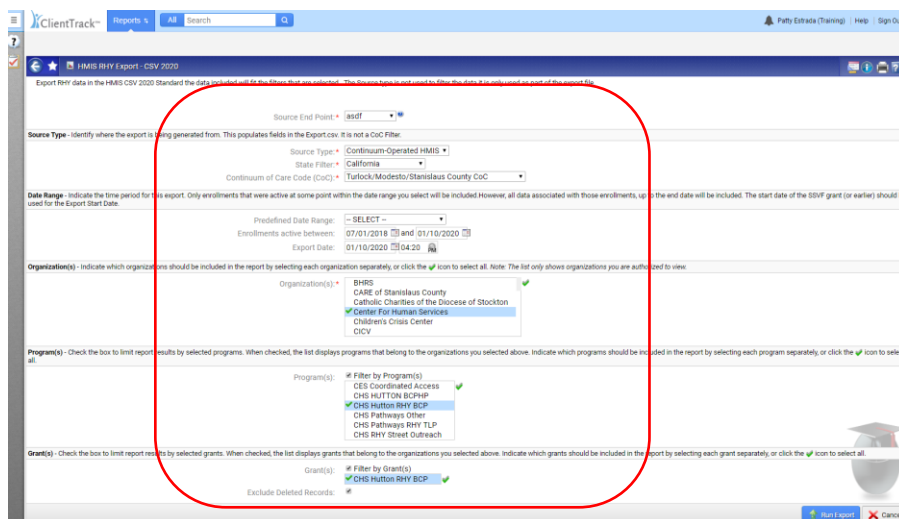 ClientTrack™ Reports All Search Patty Estrada (Training) | Help | Sign Ou
HMIS RHY Export - CSV 2020
Export RHY data in the HMIS CSV 2020 Standard the data included will fit the filters that are selected. The Source type is not used to filter the data it is only used as part of the export file.
Source End Point:* asdf
Source Type - Identify where the export is being generated from. This populates fields in the Export.csv. It is not a CoC Filter.
Source Type:* Continuum-Operated HMIS
State Filter:* California
Continuum of Care Code (CoC):* Turlock/Modesto/Stanislaus County CoC
Date Range - Indicate the time period for this export. Only enrollments that were active at some point within the date range you select will be included.However, all data associated with those enrollments, up to the end date will be included. The start date of the SSVF grant (or earlier) should
used for the Export Start Date.
Predefined Date Range: -- SELECT --
Enrollments active between: 07/01/2018 and 01/10/2020
Export Date: 01/10/2020 04:20
Organization(s) - Indicate which organizations should be included in the report by selecting each organization separately, or click the icon to select all. Note: The list only shows organizations you are authorized to view.
Organization(s):* BHRS
CARE of Stanislaus County
Catholic Charities of the Diocese of Stockton
Center For Human Services
Children's Crisis Center
CICV
Program(s) - Check the box to limit report results by selected programs. When checked, the list displays programs that belong to the organizations you selected above. Indicate which programs should be included in the report by selecting each program separately, or click the icon to sele
all.
Program(s): Filter by Program(s)
CES Coordinated Access
CHS HUTTON BCPHP
CHS Hutton RHY BCP
CHS Pathways Other
CHS Pathways RHY TLP
CHS RHY Street Outreach
Grant(s) - Check the box to limit report results by selected grants. When checked, the list displays grants that belong to the organizations you selected above. Indicate which grants should be included in the report by selecting each grant separately, or click the icon to select all.
Grant(s): Filter by Grant(s)
CHS Hutton RHY BCP
Exclude Deleted Records:
Run Export Cance